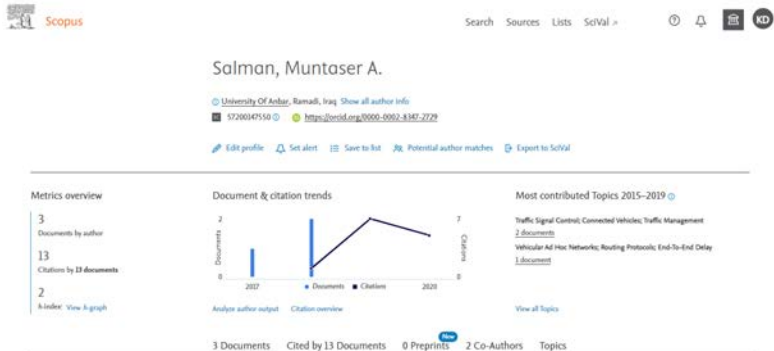 Scopus
Search Sources Lists SciVal ↗
KD
Salman, Muntaser A.
University Of Anbar, Ramadi, Iraq Show all author info
57200347550 https://orcid.org/0000-0002-8347-2729
Edit profile Set alert Save to list Potential author matches Export to SciVal
Metrics overview
3
Documents by author
13
Citations by 13 documents
2
h-index: View h-graph
Document & citation trends
2
7
Documents
Citations
0
0
2017
2020
Documents Citations
Analyze author output Citation overview
Most contributed Topics 2015–2019
Traffic Signal Control; Connected Vehicles; Traffic Management
2 documents
Vehicular Ad Hoc Networks; Routing Protocols; End-To-End Delay
1 document
View all Topics
New
3 Documents Cited by 13 Documents 0 Preprints 2 Co-Authors Topics